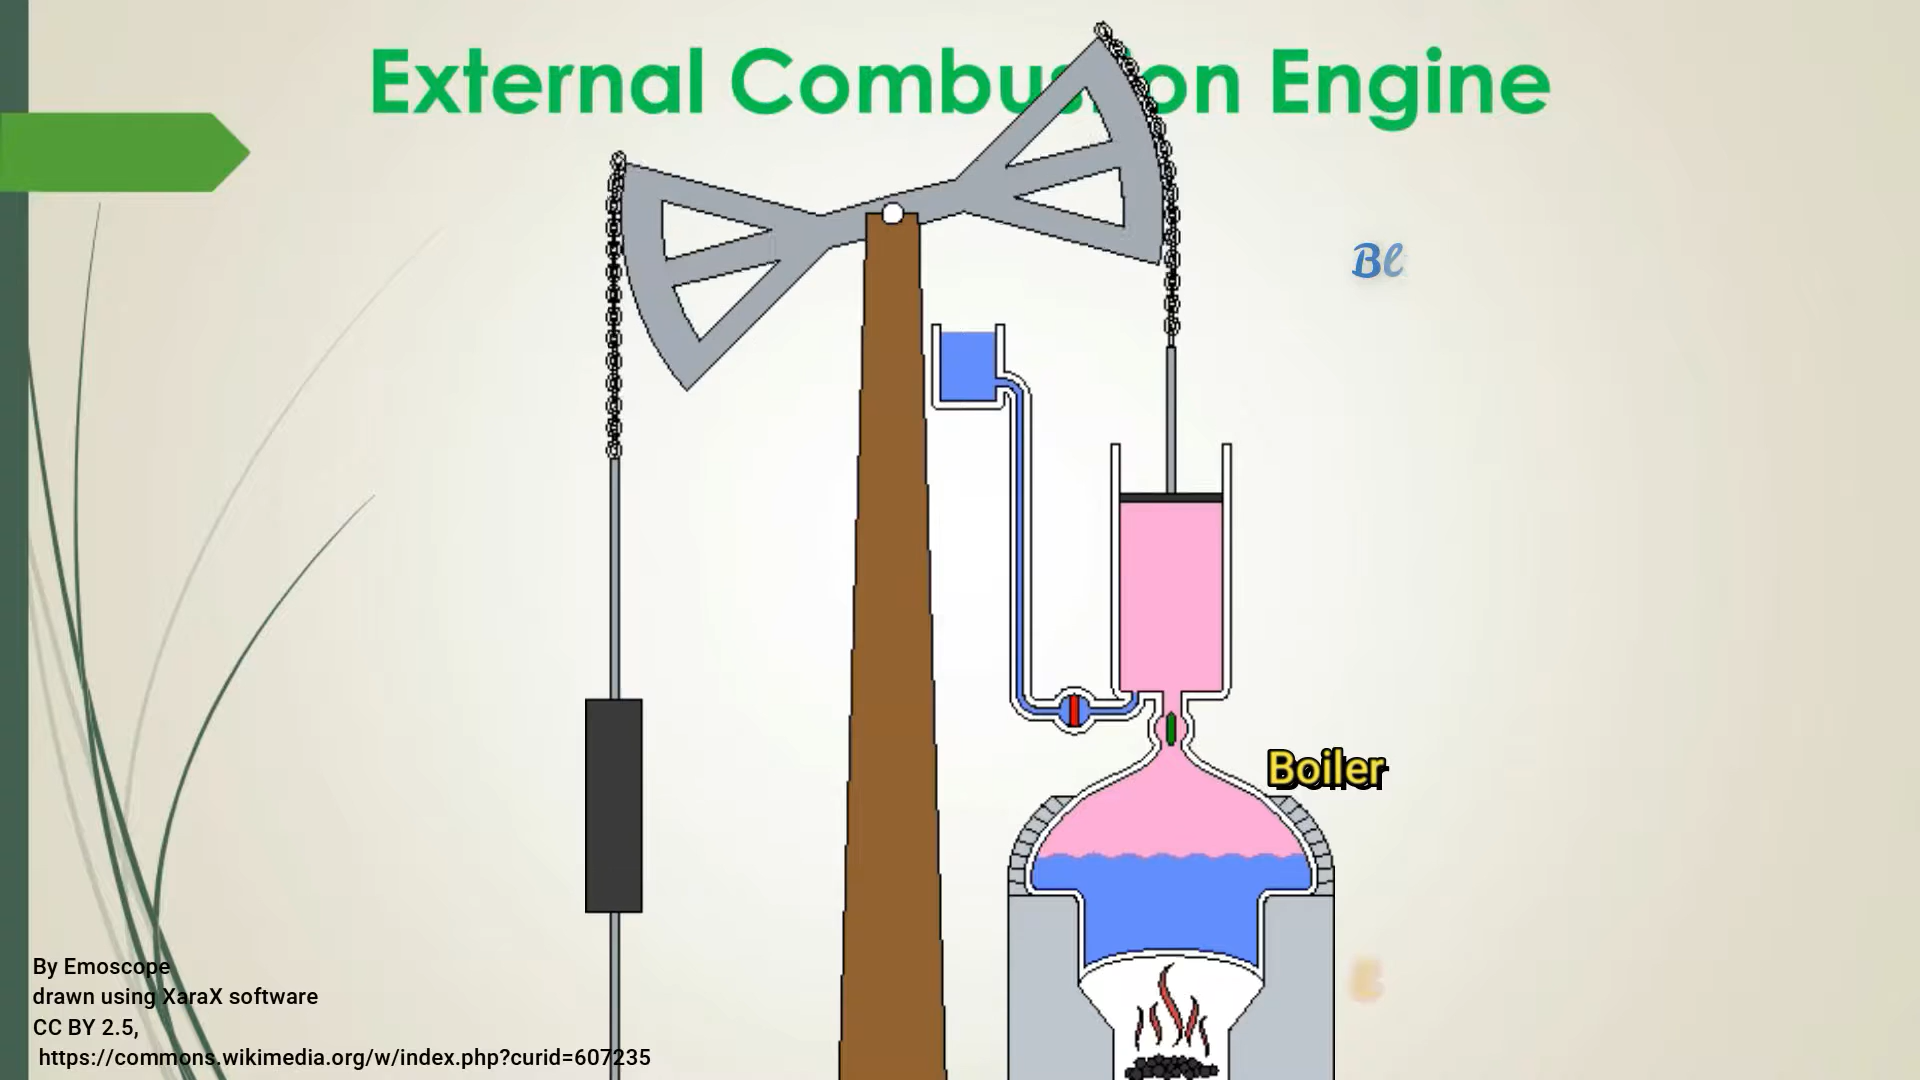 External Combustion Engine
Bl
Boiler
By Emoscope
drawn using XaraX software
CC BY 2.5,
https://commons.wikimedia.org/w/index.php?curid=607235